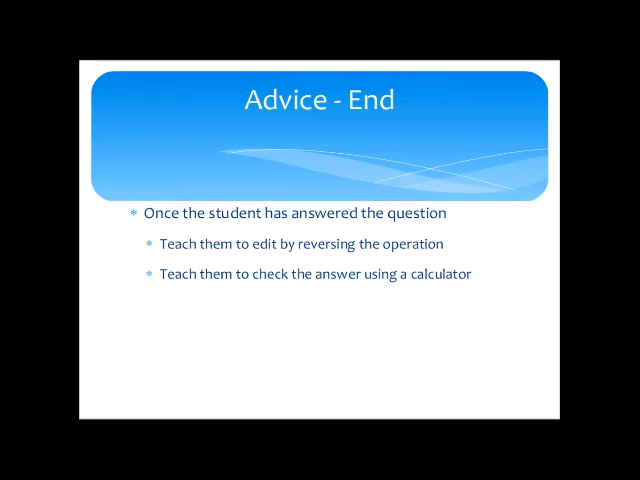 Advice - End
* Once the student has answered the question
* Teach them to edit by reversing the operation
* Teach them to check the answer using a calculator